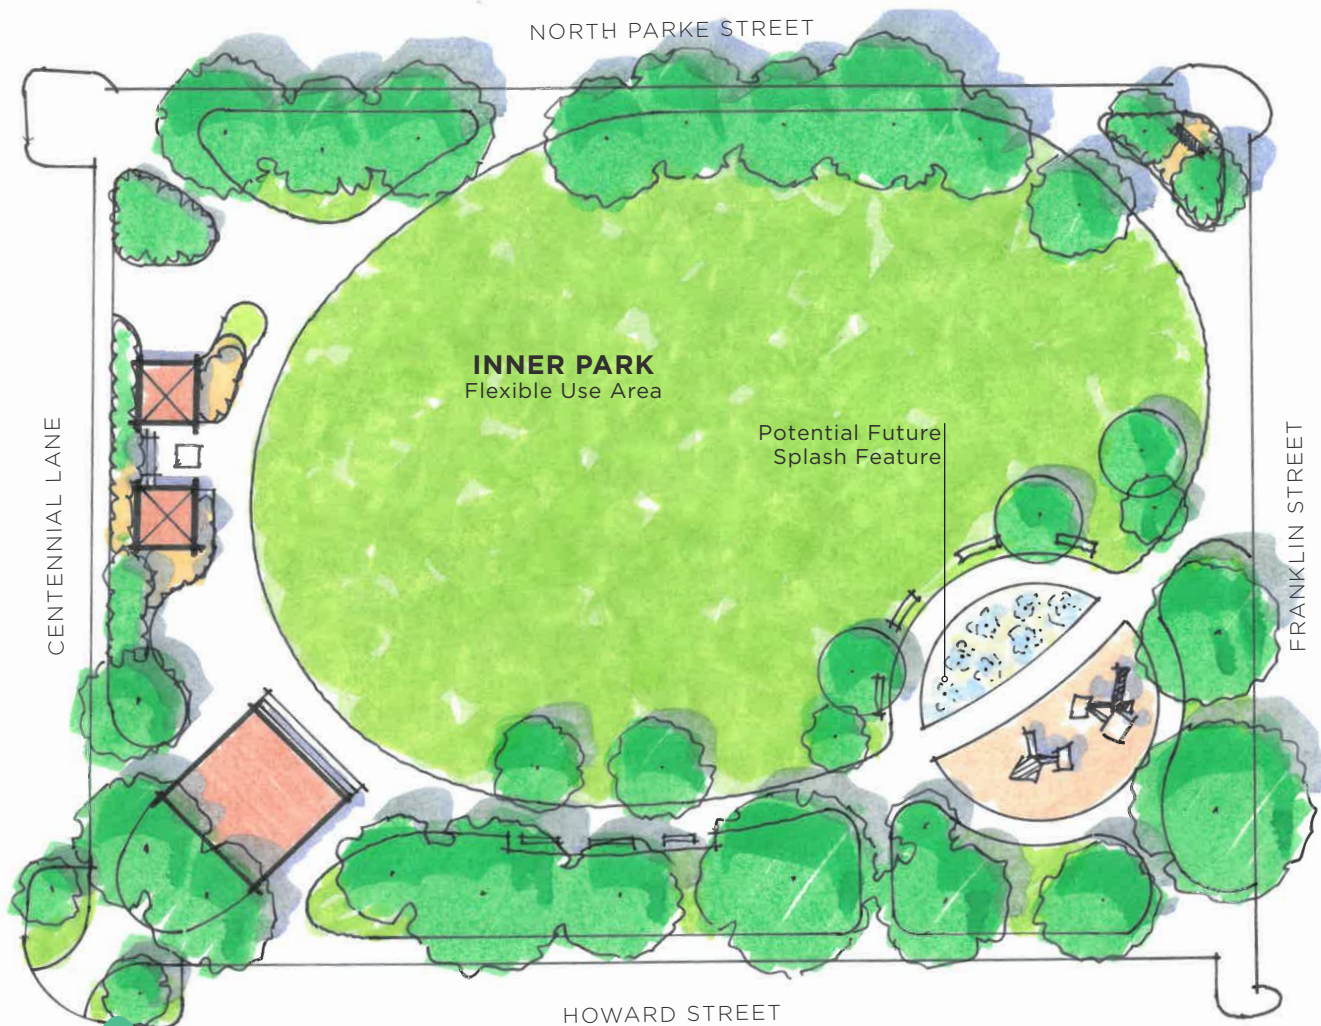 NORTH PARKE STREET
INNER PARK
Flexible Use Area
Potential Future
Splash Feature
CENTENNIAL LANE
FRANKLIN STREET
HOWARD STREET